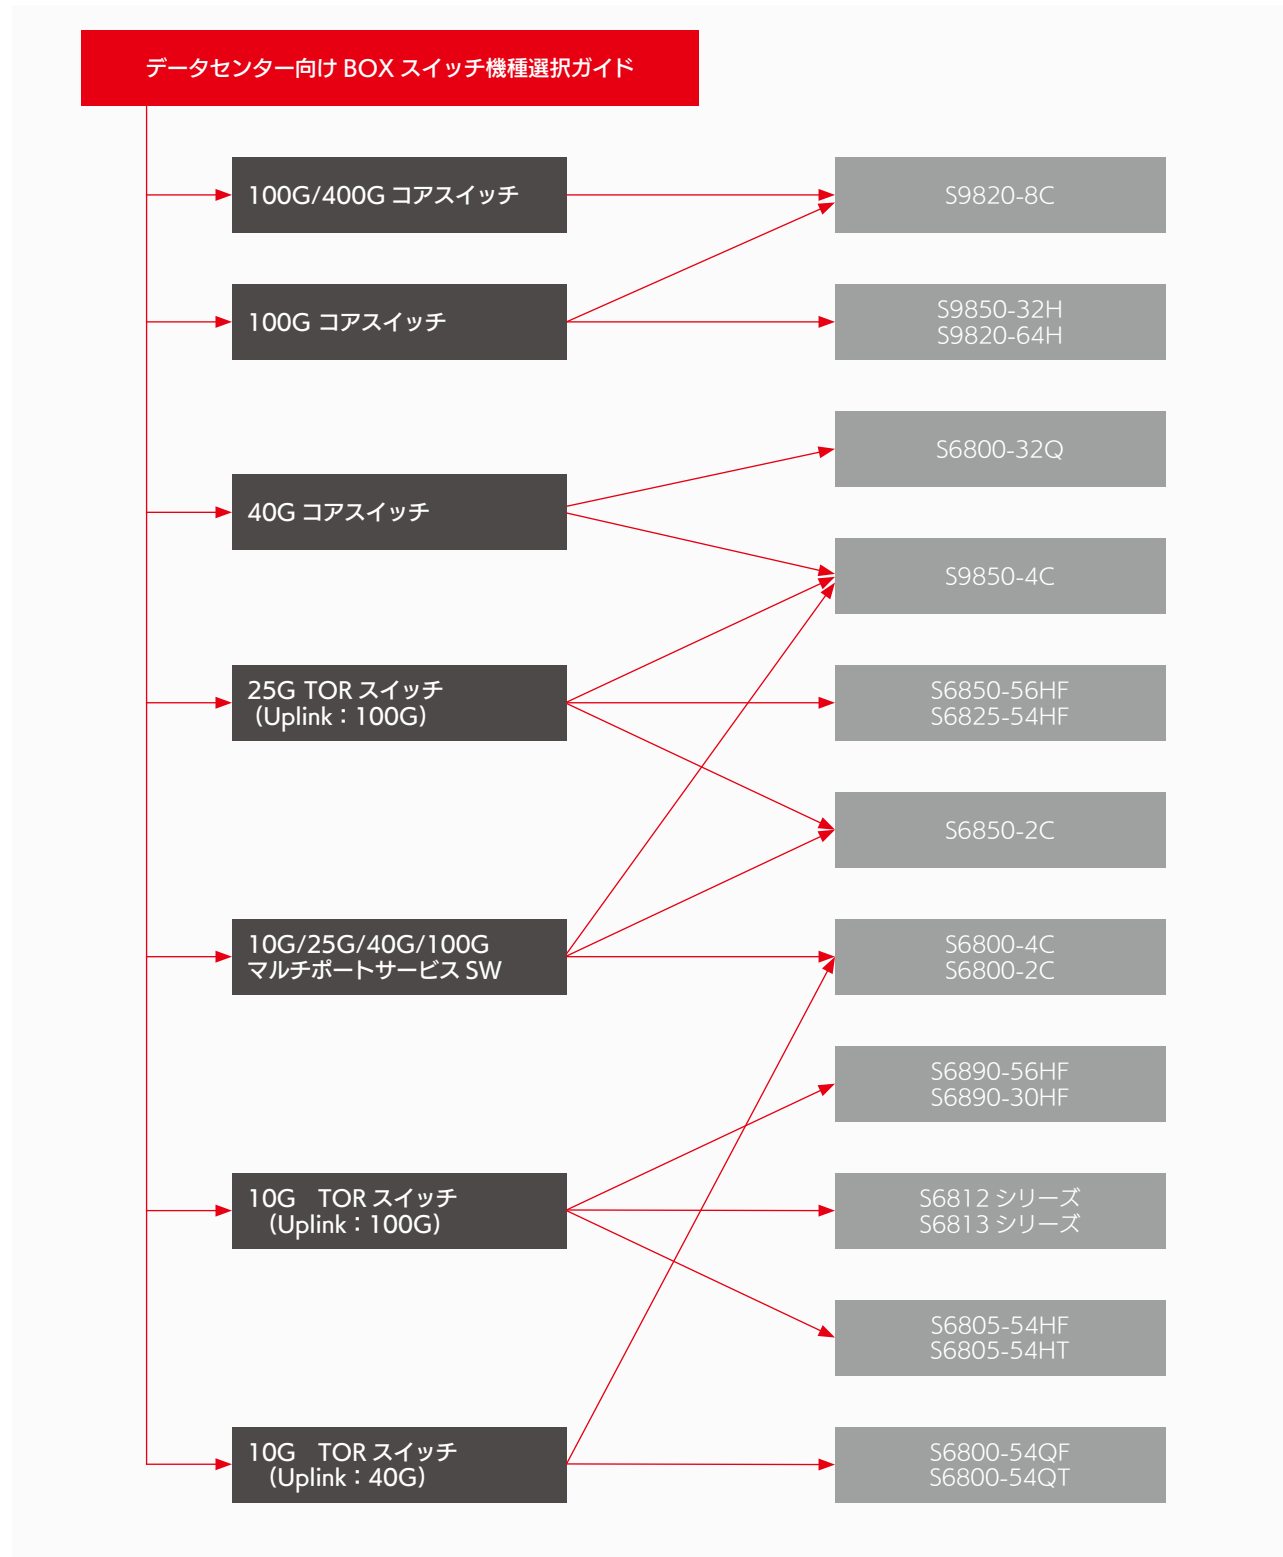 データセンター向け BOX スイッチ機種選択ガイド
100G/400G コアスイッチ
S9820-8C
100G コアスイッチ
S9850-32H
S9820-64H
S6800-32Q
40G コアスイッチ
S9850-4C
25G TOR スイッチ
（Uplink：100G）
S6850-56HF
S6825-54HF
S6850-2C
10G/25G/40G/100G
マルチポートサービス SW
S6800-4C
S6800-2C
S6890-56HF
S6890-30HF
10G　TOR スイッチ
（Uplink：100G）
S6812 シリーズ
S6813 シリーズ
S6805-54HF
S6805-54HT
10G　TOR スイッチ
（Uplink：40G）
S6800-54QF
S6800-54QT